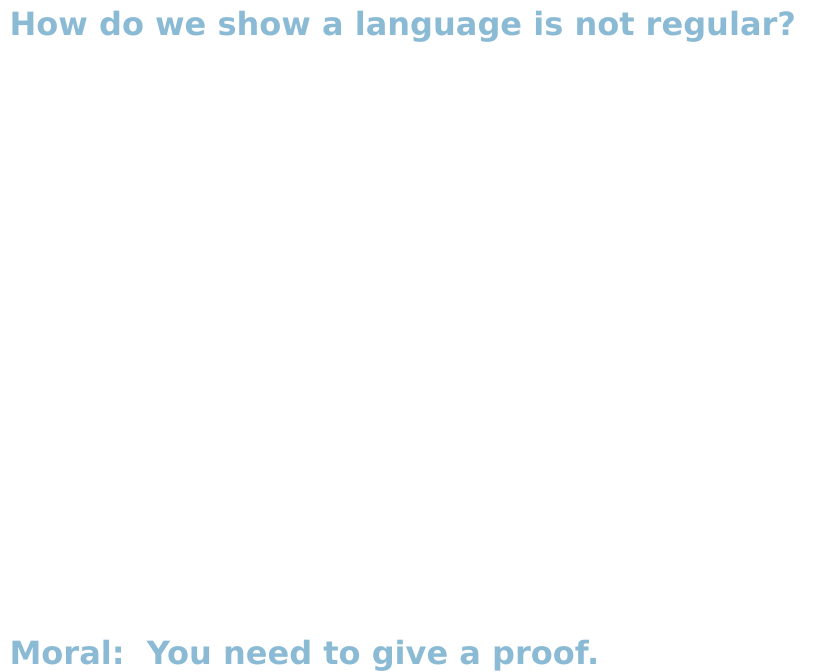 How do we show a language is not regular?
Moral:  You need to give a proof.